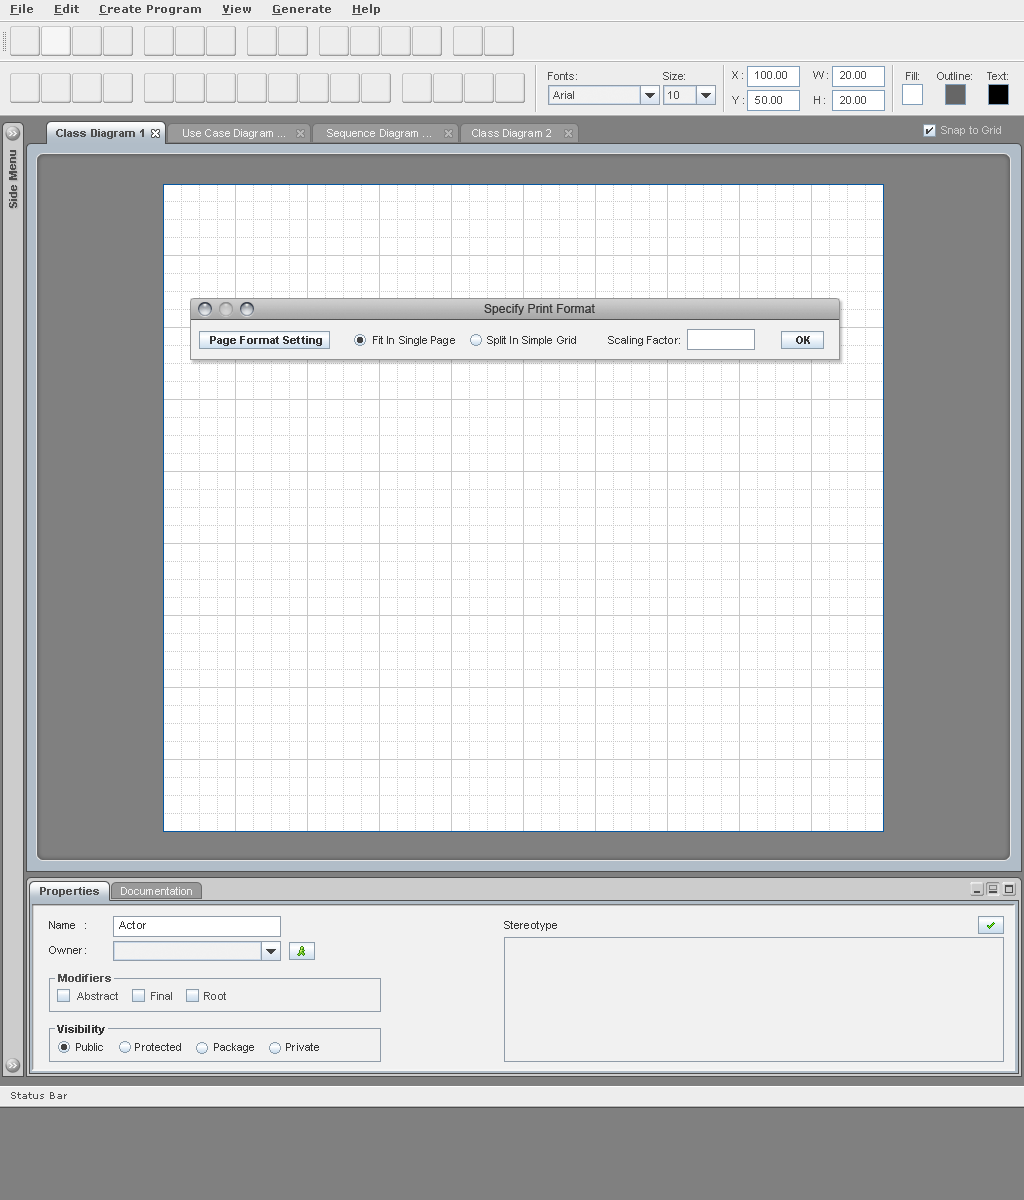 File Edit Create Program View Generate Help
Fonts: Size: X: 100.00 W: 20.00 Fill: Outline: Text:
Arial 10 Y: 50.00 H: 20.00
Class Diagram 1 Use Case Diagram ... Sequence Diagram ... Class Diagram 2 Snap to Grid
Side Menu
Specify Print Format
Page Format Setting Fit In Single Page Split In Simple Grid Scaling Factor: OK
Properties Documentation
Name : Actor Stereotype
Owner:
Modifiers
Abstract Final Root
Visibility
Public Protected Package Private
Status Bar